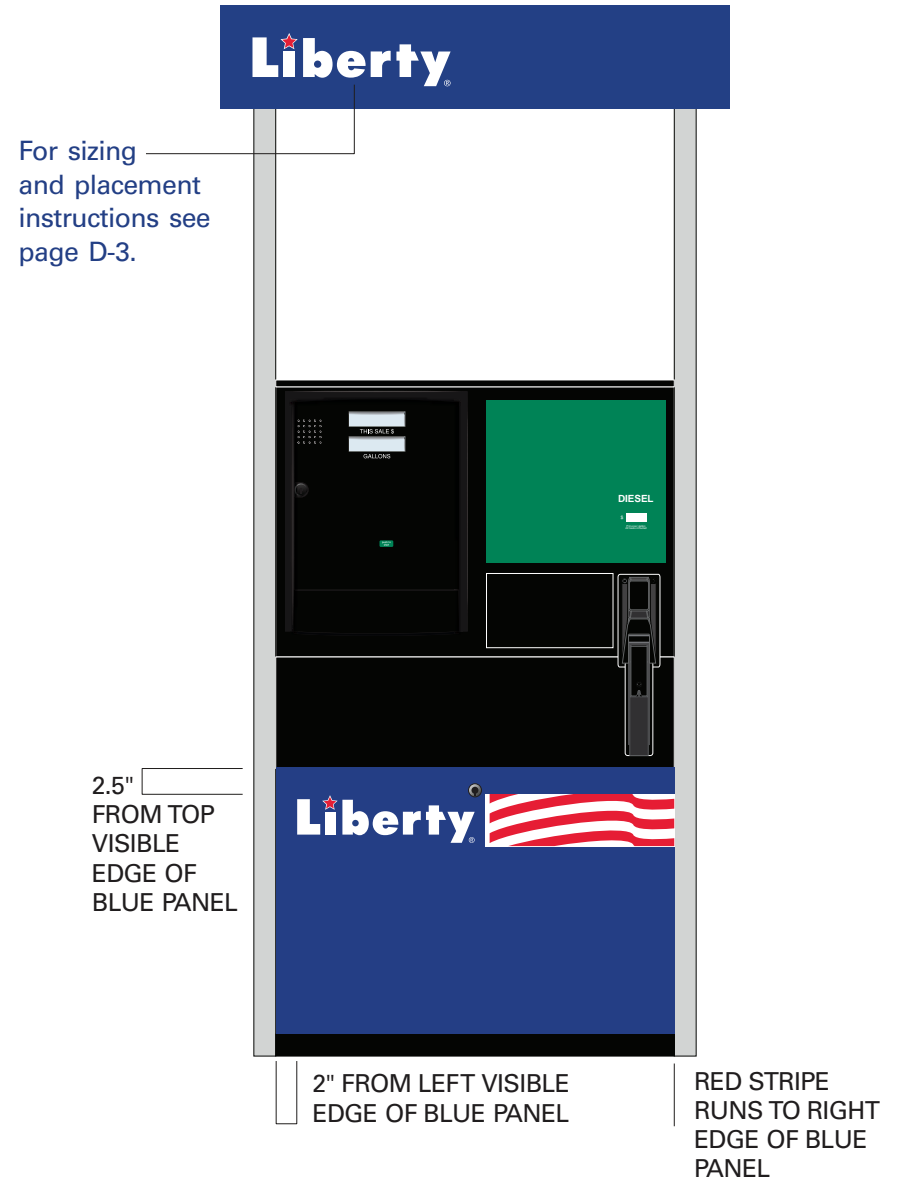 Liberty®
For sizing
and placement
instructions see
page D-3.
THIS SALE $
GALLONS
DIESEL
$
2.5"
FROM TOP
VISIBLE
EDGE OF
BLUE PANEL
Liberty®
2" FROM LEFT VISIBLE
EDGE OF BLUE PANEL
RED STRIPE
RUNS TO RIGHT
EDGE OF BLUE
PANEL